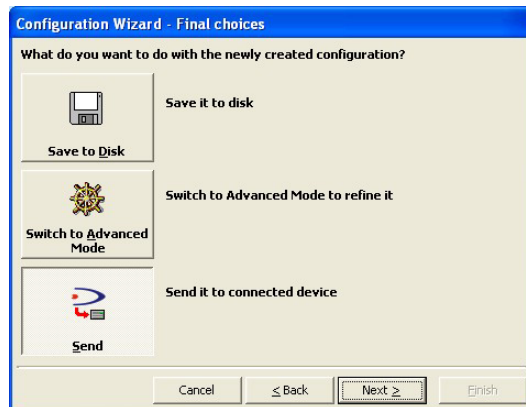 Configuration Wizard - Final choices
What do you want to do with the newly created configuration?
Save to Disk
Save it to disk
Switch to Advanced
Mode
Switch to Advanced Mode to refine it
Send
Send it to connected device
Cancel
< Back
Next >
Finish